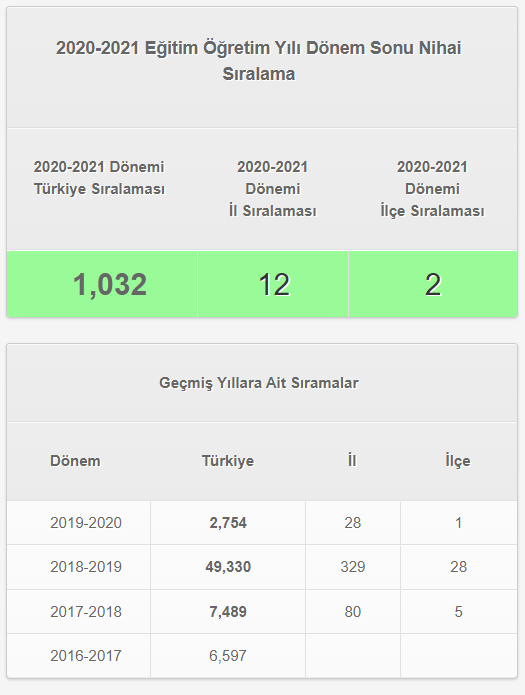 2020-2021 Eğitim Öğretim Yılı Dönem Sonu Nihai
Sıralama
2020-2021 Dönemi
Türkiye Sıralaması
2020-2021
Dönemi
İl Sıralaması
2020-2021
Dönemi
İlçe Sıralaması
1,032 12 2
Geçmiş Yıllara Ait Sıramalar
Dönem Türkiye İl İlçe
2019-2020 2,754 28 1
2018-2019 49,330 329 28
2017-2018 7,489 80 5
2016-2017 6,597